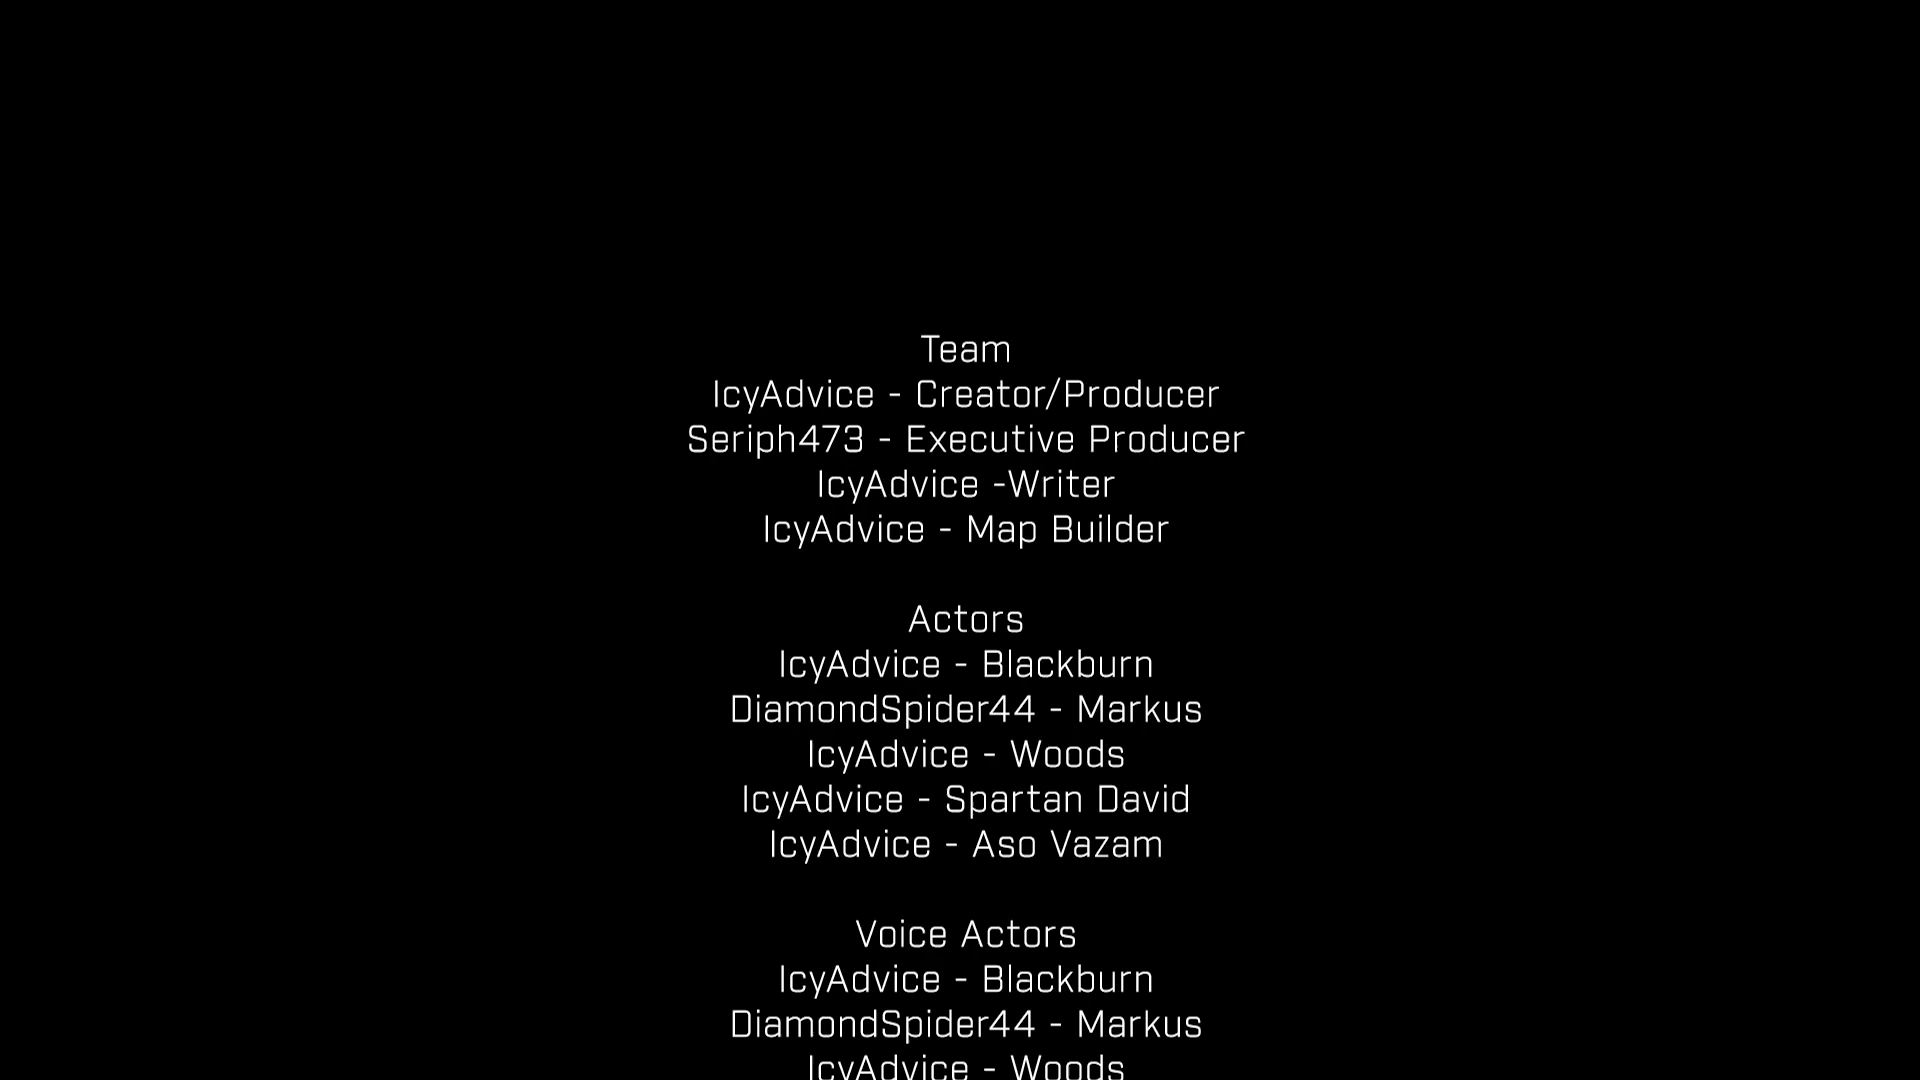 Team
IcyAdvice - Creator/Producer
Seriph473 - Executive Producer
IcyAdvice -Writer
IcyAdvice - Map Builder
Actors
IcyAdvice - Blackburn
DiamondSpider44 - Markus
IcyAdvice - Woods
IcyAdvice - Spartan David
IcyAdvice - Aso Vazam
Voice Actors
IcyAdvice - Blackburn
DiamondSpider44 - Markus
IcyAdvice - Woods